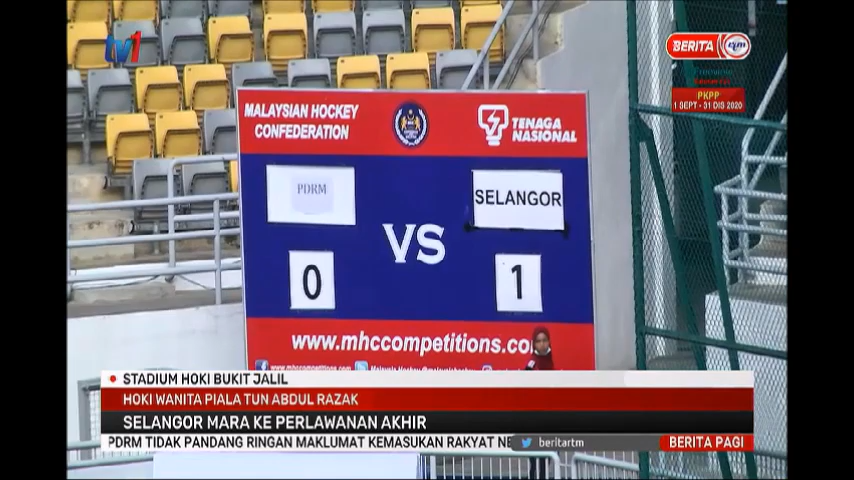 tv1
BERITA rtm
PKPP
1 SEPT - 31 DIS 2020
MALAYSIAN HOCKEY
CONFEDERATION
TENAGA
NASIONAL
PDRM
VS
SELANGOR
0
1
www.mhccompetitions.co
STADIUM HOKI BUKIT JALIL
HOKI WANITA PIALA TUN ABDUL RAZAK
SELANGOR MARA KE PERLAWANAN AKHIR
PDRM TIDAK PANDANG RINGAN MAKLUMAT KEMASUKAN RAKYAT NE
beritartm
BERITA PAGI